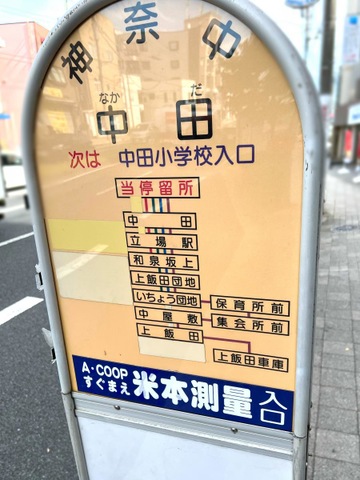 神奈中
なか だ
中 田
次は 中田小学校入口
当停留所
中田
立場駅
和泉坂上
上飯田団地
いちょう団地 保育所前
中屋敷 集会所前
上飯田
上飯田車庫
A・COOP
すぐまえ 米本測量 入口